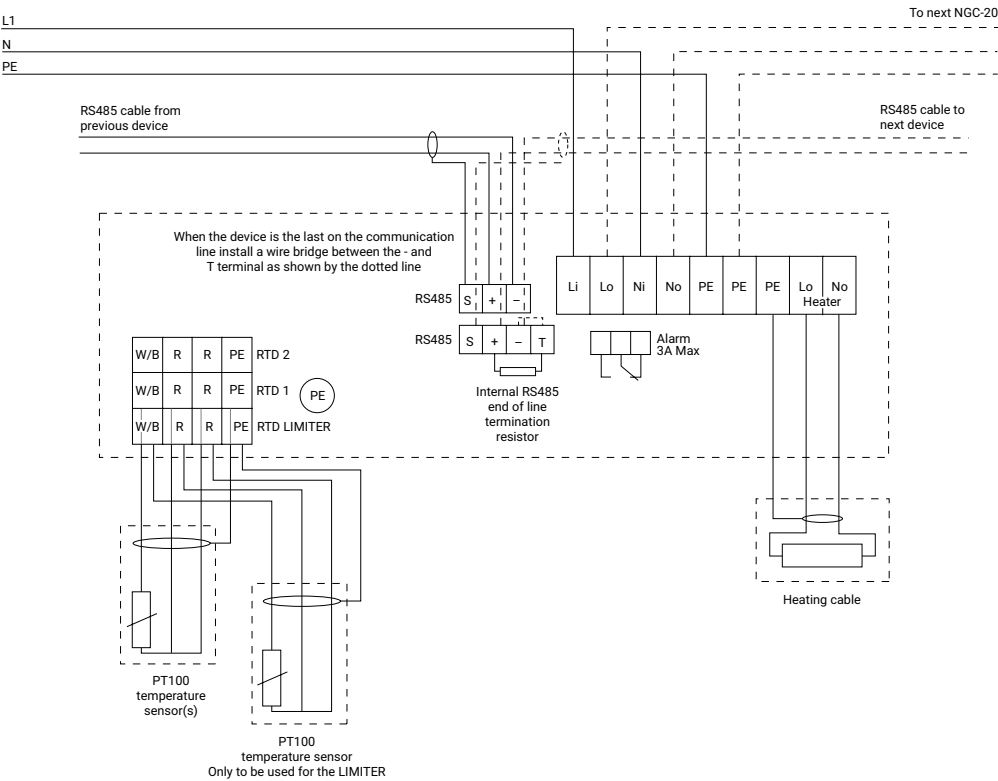 To next NGC-20
L1
N
PE
RS485 cable from
previous device
RS485 cable to
next device
When the device is the last on the communication
line install a wire bridge between the - and
T terminal as shown by the dotted line
Li Lo Ni No PE PE PE Lo No
Heater
RS485 S + –
RS485 S + – T
Alarm
3A Max
Internal RS485
end of line
termination
resistor
W/B R R PE RTD 2
W/B R R PE RTD 1
PE
W/B R R PE RTD LIMITER
Heating cable
PT100
temperature
sensor(s)
PT100
temperature sensor
Only to be used for the LIMITER